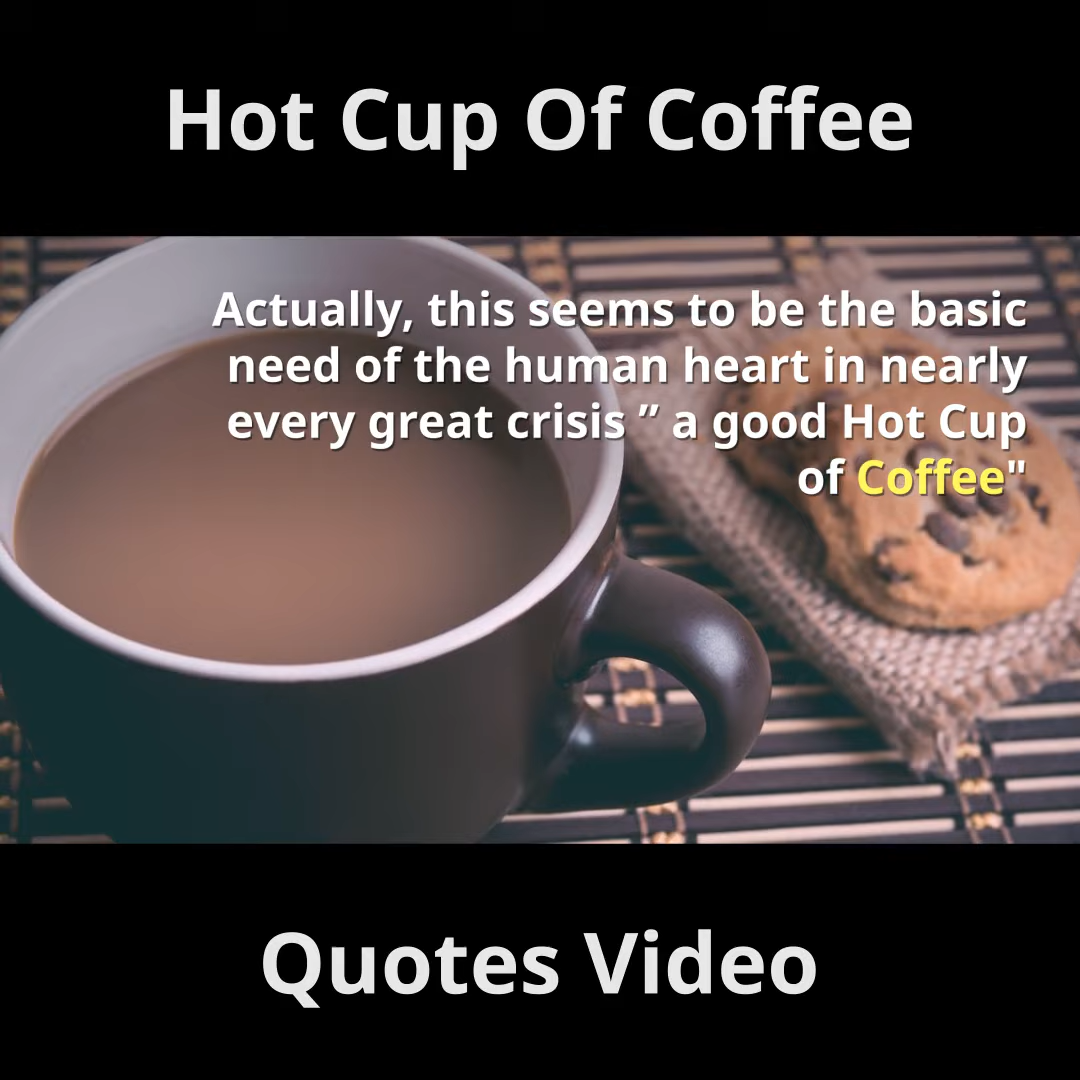 Hot Cup Of Coffee
Actually, this seems to be the basic
need of the human heart in nearly
every great crisis ” a good Hot Cup
of Coffee"
Quotes Video